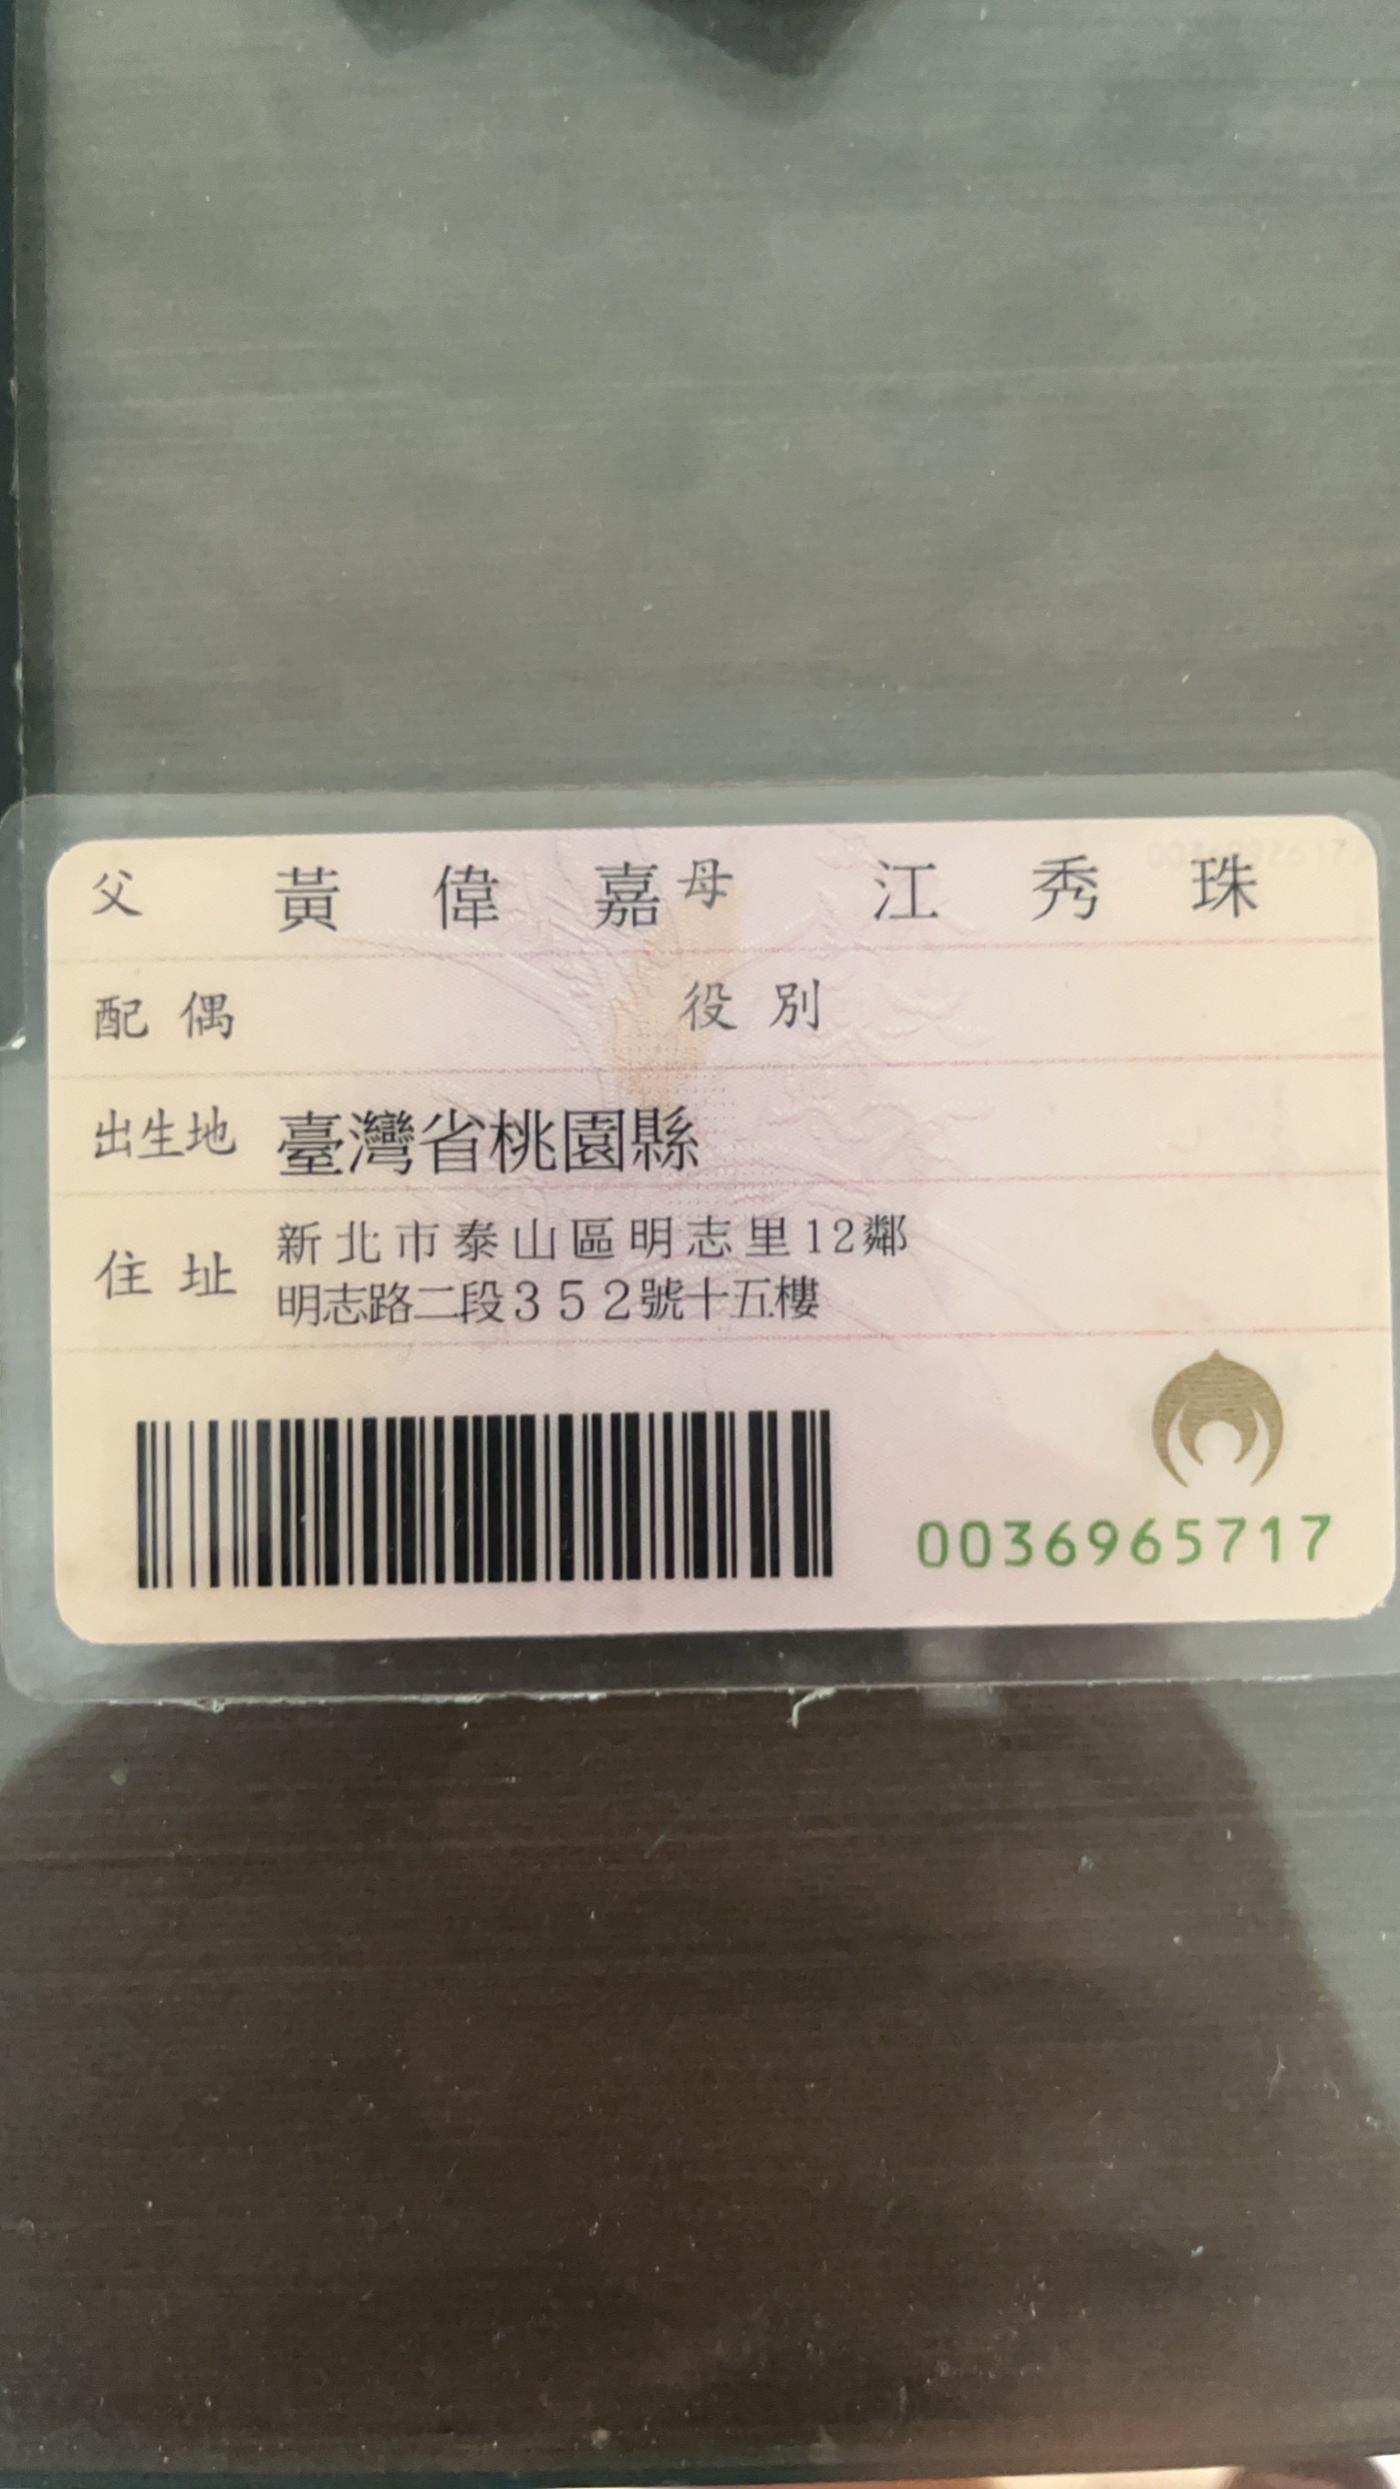 父 黃偉嘉 母 江秀珠
配偶 役別
出生地 臺灣省桃園縣
住址 新北市泰山區明志里12鄰
明志路二段352號十五樓
0036965717